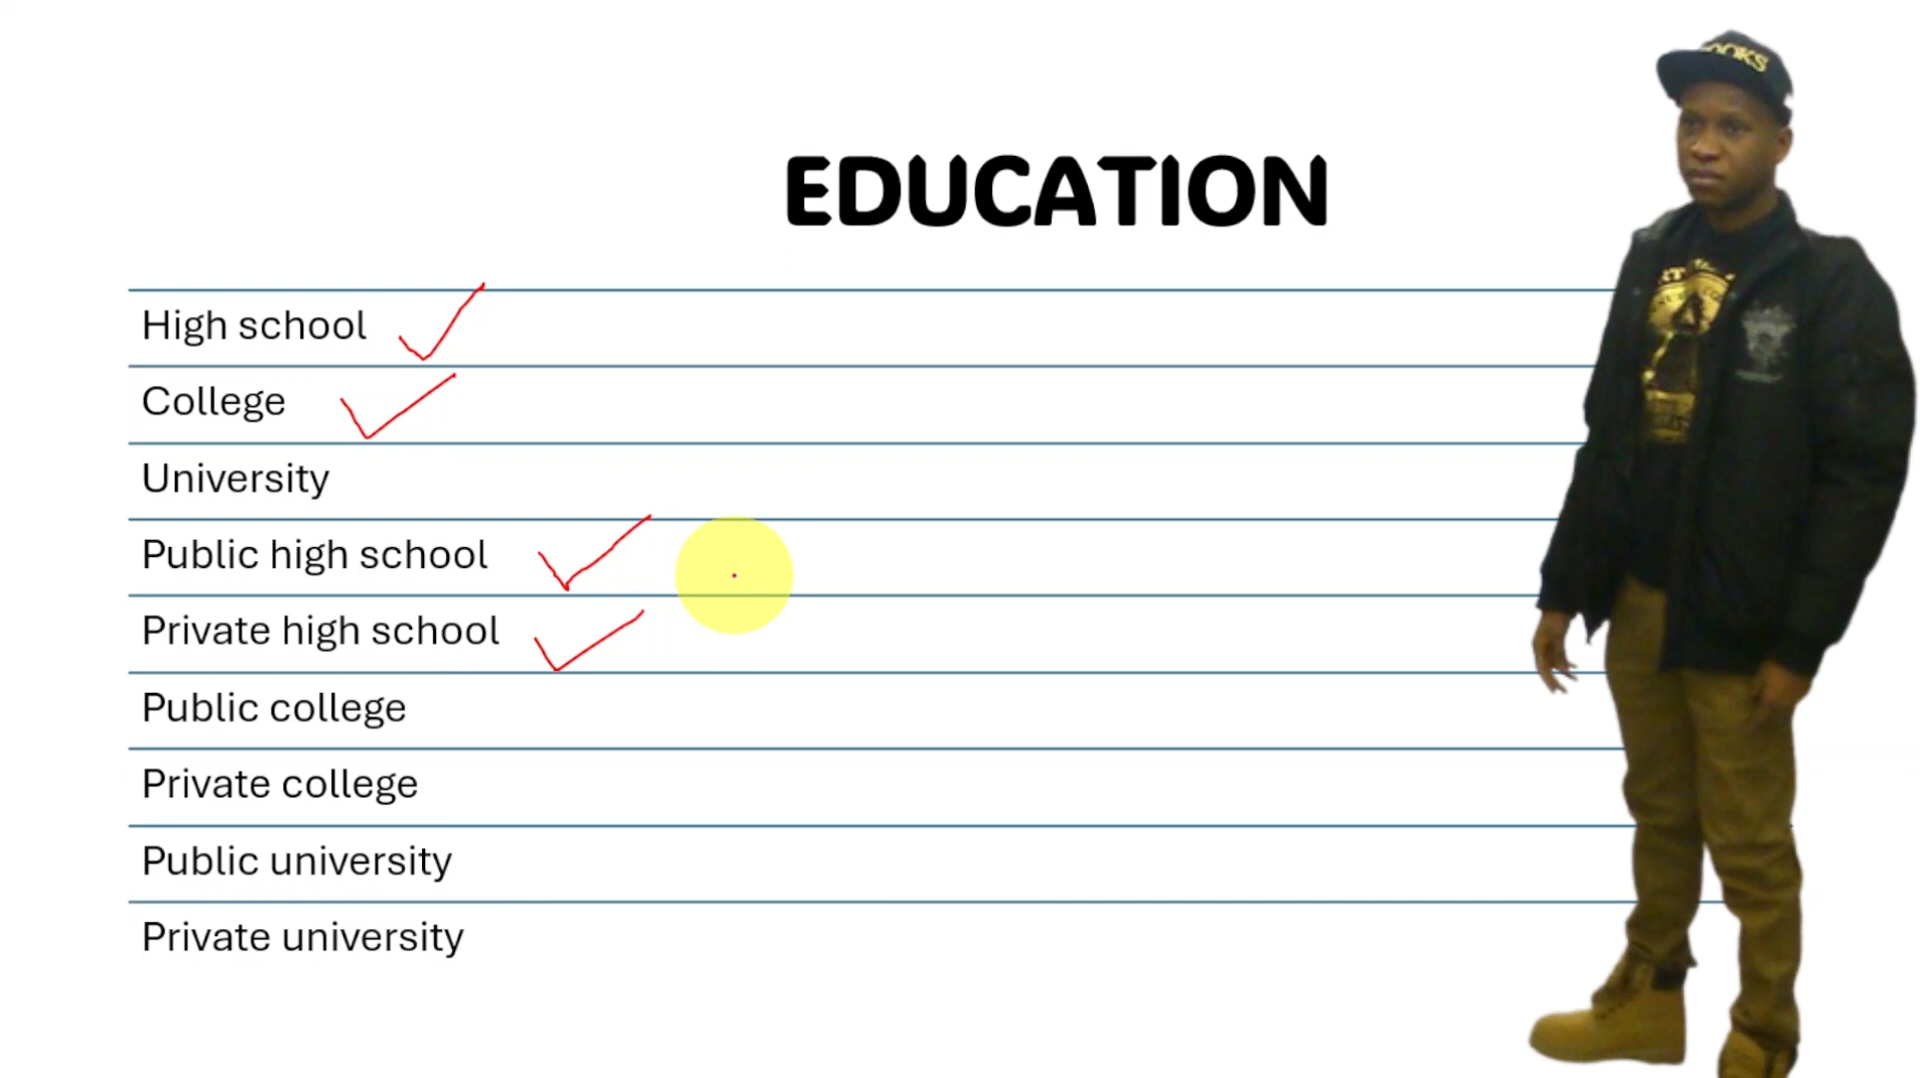 EDUCATION
High school
College
University
Public high school
Private high school
Public college
Private college
Public university
Private university